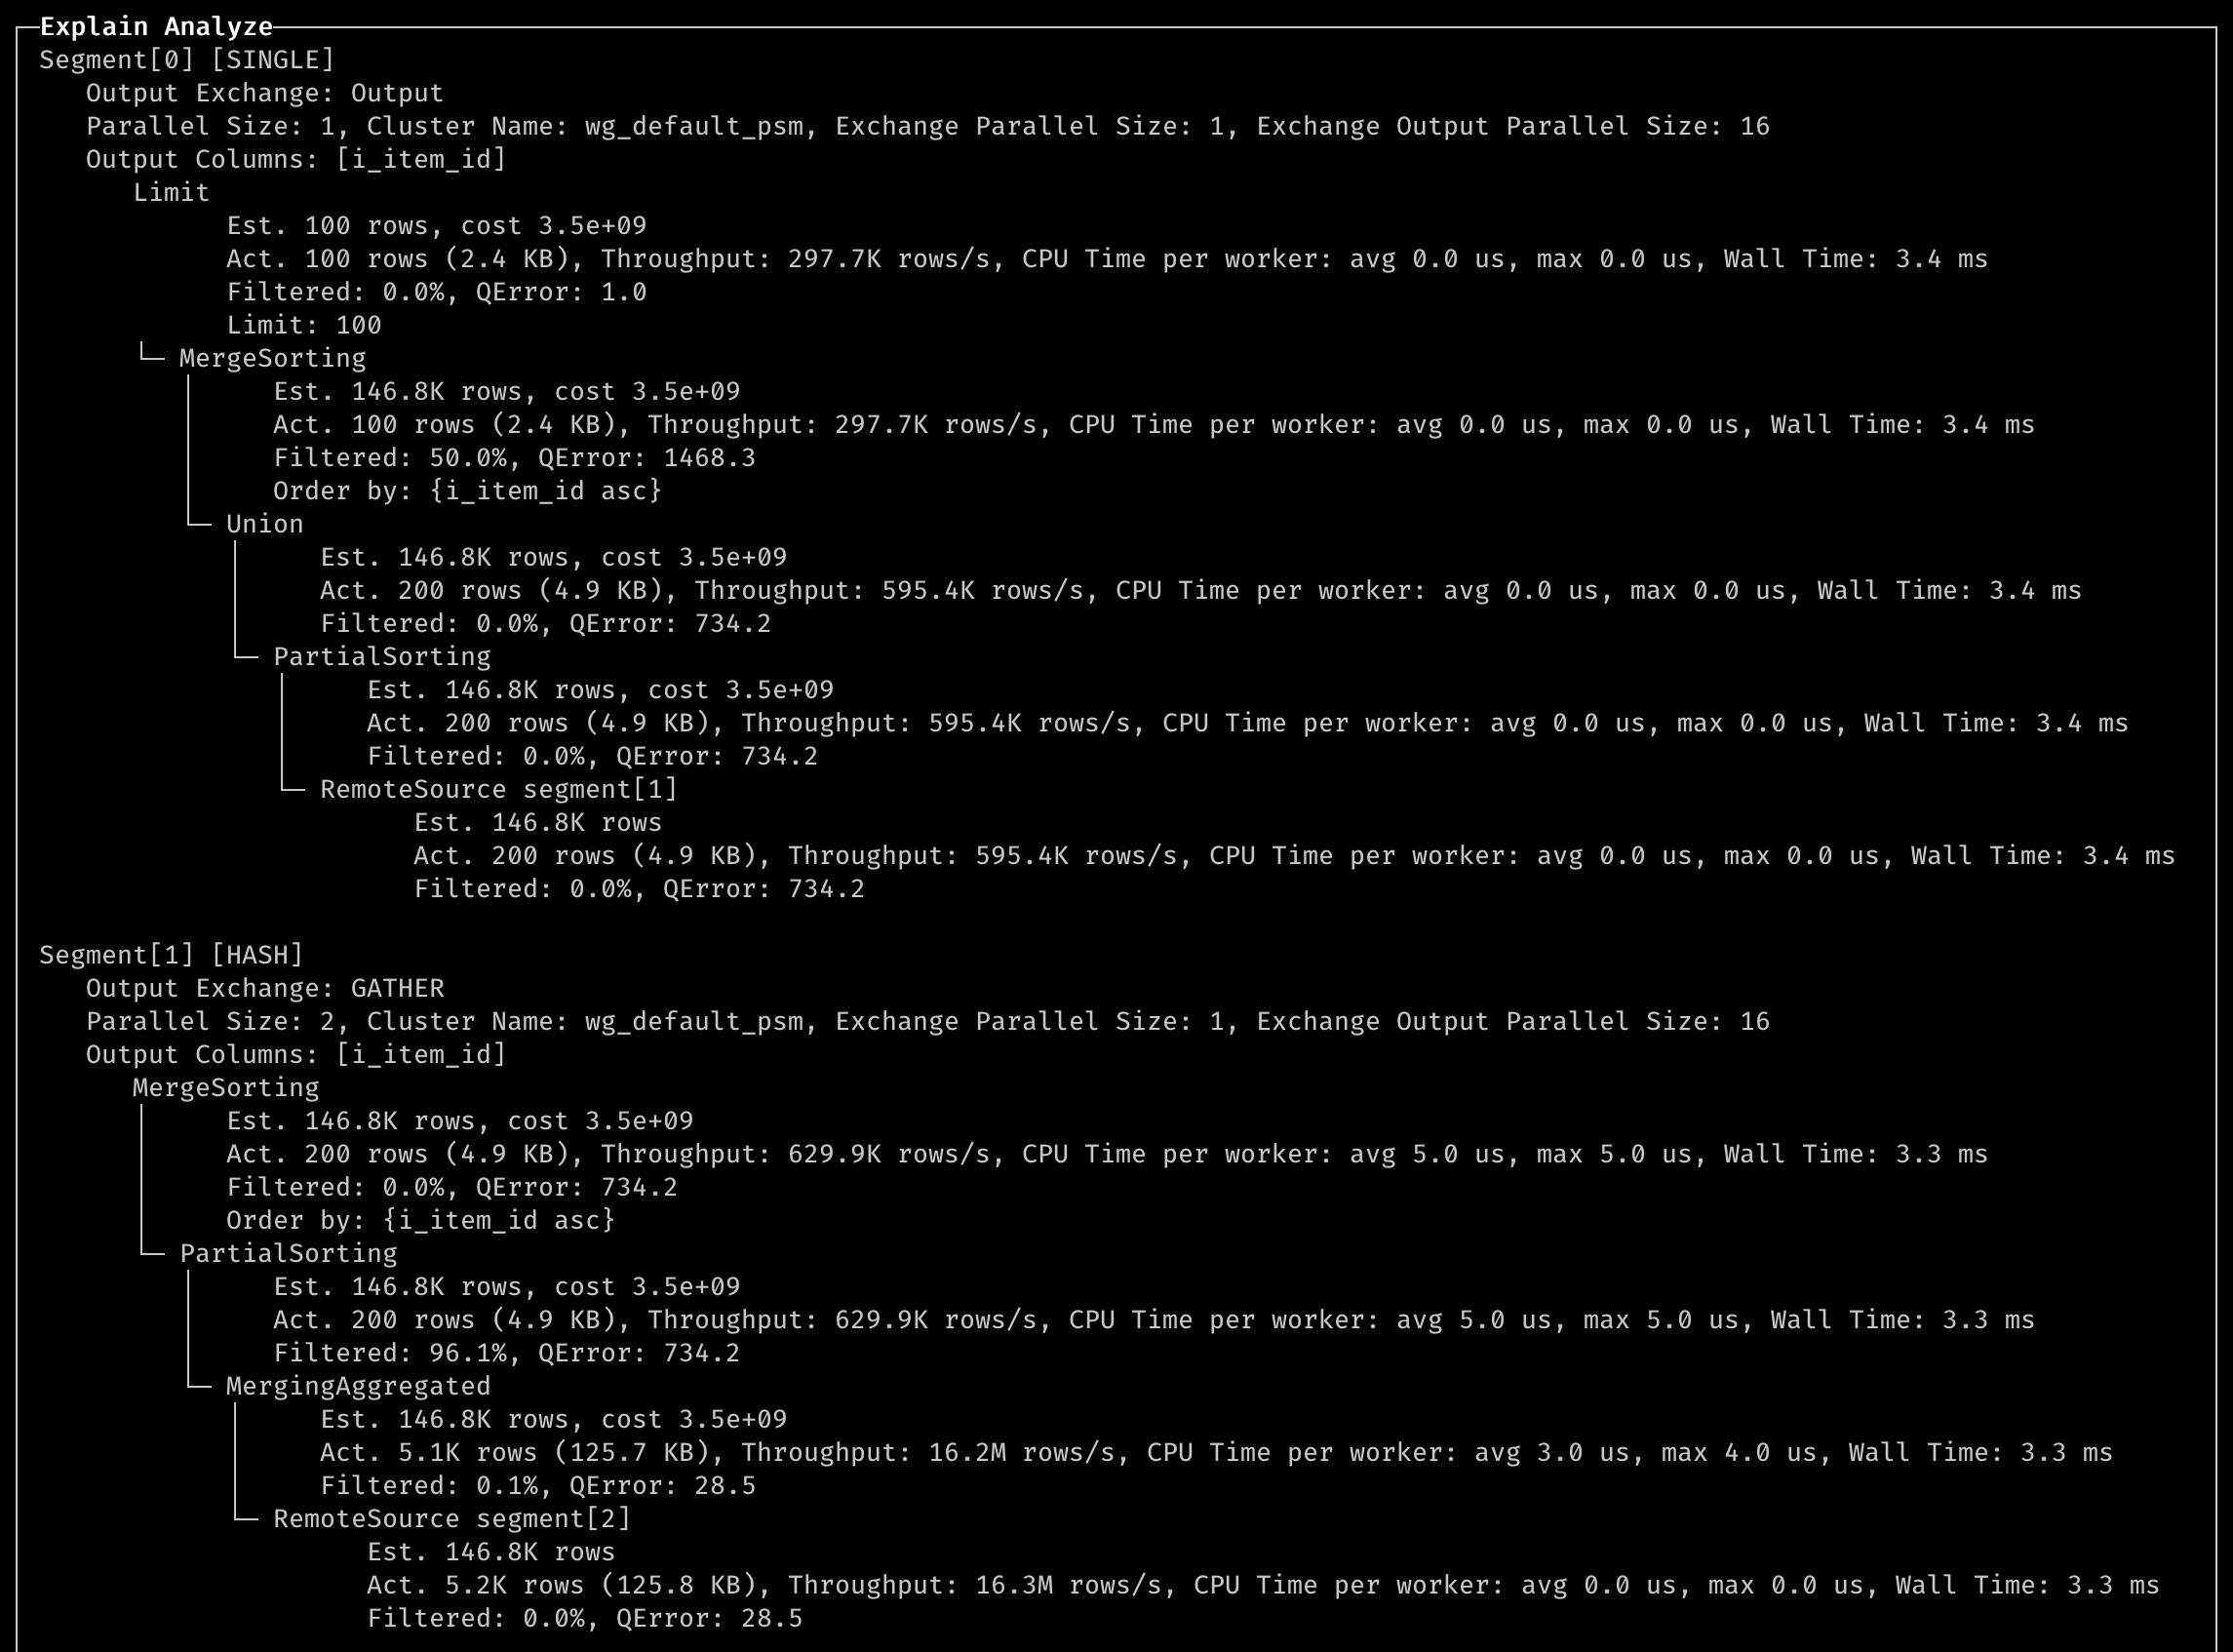 Explain Analyze
Segment[0] [SINGLE]
Output Exchange: Output
Parallel Size: 1, Cluster Name: wg_default_psm, Exchange Parallel Size: 1, Exchange Output Parallel Size: 16
Output Columns: [i_item_id]
Limit
Est. 100 rows, cost 3.5e+09
Act. 100 rows (2.4 KB), Throughput: 297.7K rows/s, CPU Time per worker: avg 0.0 us, max 0.0 us, Wall Time: 3.4 ms
Filtered: 0.0%, QError: 1.0
Limit: 100
MergeSorting
Est. 146.8K rows, cost 3.5e+09
Act. 100 rows (2.4 KB), Throughput: 297.7K rows/s, CPU Time per worker: avg 0.0 us, max 0.0 us, Wall Time: 3.4 ms
Filtered: 50.0%, QError: 1468.3
Order by: {i_item_id asc}
Union
Est. 146.8K rows, cost 3.5e+09
Act. 200 rows (4.9 KB), Throughput: 595.4K rows/s, CPU Time per worker: avg 0.0 us, max 0.0 us, Wall Time: 3.4 ms
Filtered: 0.0%, QError: 734.2
PartialSorting
Est. 146.8K rows, cost 3.5e+09
Act. 200 rows (4.9 KB), Throughput: 595.4K rows/s, CPU Time per worker: avg 0.0 us, max 0.0 us, Wall Time: 3.4 ms
Filtered: 0.0%, QError: 734.2
RemoteSource segment[1]
Est. 146.8K rows
Act. 200 rows (4.9 KB), Throughput: 595.4K rows/s, CPU Time per worker: avg 0.0 us, max 0.0 us, Wall Time: 3.4 ms
Filtered: 0.0%, QError: 734.2
Segment[1] [HASH]
Output Exchange: GATHER
Parallel Size: 2, Cluster Name: wg_default_psm, Exchange Parallel Size: 1, Exchange Output Parallel Size: 16
Output Columns: [i_item_id]
MergeSorting
Est. 146.8K rows, cost 3.5e+09
Act. 200 rows (4.9 KB), Throughput: 629.9K rows/s, CPU Time per worker: avg 5.0 us, max 5.0 us, Wall Time: 3.3 ms
Filtered: 0.0%, QError: 734.2
Order by: {i_item_id asc}
PartialSorting
Est. 146.8K rows, cost 3.5e+09
Act. 200 rows (4.9 KB), Throughput: 629.9K rows/s, CPU Time per worker: avg 5.0 us, max 5.0 us, Wall Time: 3.3 ms
Filtered: 96.1%, QError: 734.2
MergingAggregated
Est. 146.8K rows, cost 3.5e+09
Act. 5.1K rows (125.7 KB), Throughput: 16.2M rows/s, CPU Time per worker: avg 3.0 us, max 4.0 us, Wall Time: 3.3 ms
Filtered: 0.1%, QError: 28.5
RemoteSource segment[2]
Est. 146.8K rows
Act. 5.2K rows (125.8 KB), Throughput: 16.3M rows/s, CPU Time per worker: avg 0.0 us, max 0.0 us, Wall Time: 3.3 ms
Filtered: 0.0%, QError: 28.5